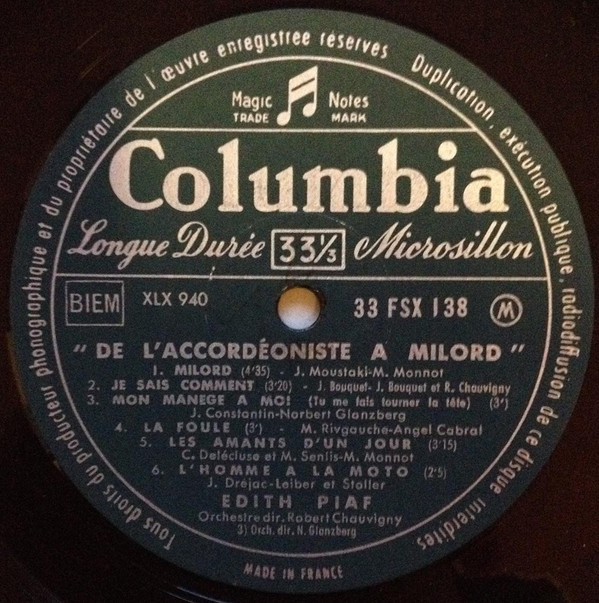 Tous droits du producteur phonographique et du propriétaire de l'œuvre enregistrée réservés Duplication, exécution publique, radiodiffusion de ce disque interdites
Magic Notes
TRADE MARK
Columbia
Longue Durée 33⅓ Microsillon
BIEM XLX 940 33 FSX 138 M
" DE L'ACCORDÉONISTE A MILORD "
1. MILORD (4'35) - J. Moustaki-M. Monnot
2. JE SAIS COMMENT (3'20) - J. Bouquet- J. Bouquet et R. Chauvigny
3. MON MANEGE A MOI (Tu me fais tourner la tête) (3')
J. Constantin-Norbert Glanzberg
4. LA FOULE (3') - M. Rivgauche-Angel Cabral
5. LES AMANTS D'UN JOUR (3'15)
C. Delécluse et M. Senlis-M. Monnot
6. L'HOMME A LA MOTO (2'5)
J. Dréjac-Leiber et Stoller
EDITH PIAF
Orchestre dir. Robert Chauvigny
3) Orch. dir. N. Glanzberg
MADE IN FRANCE